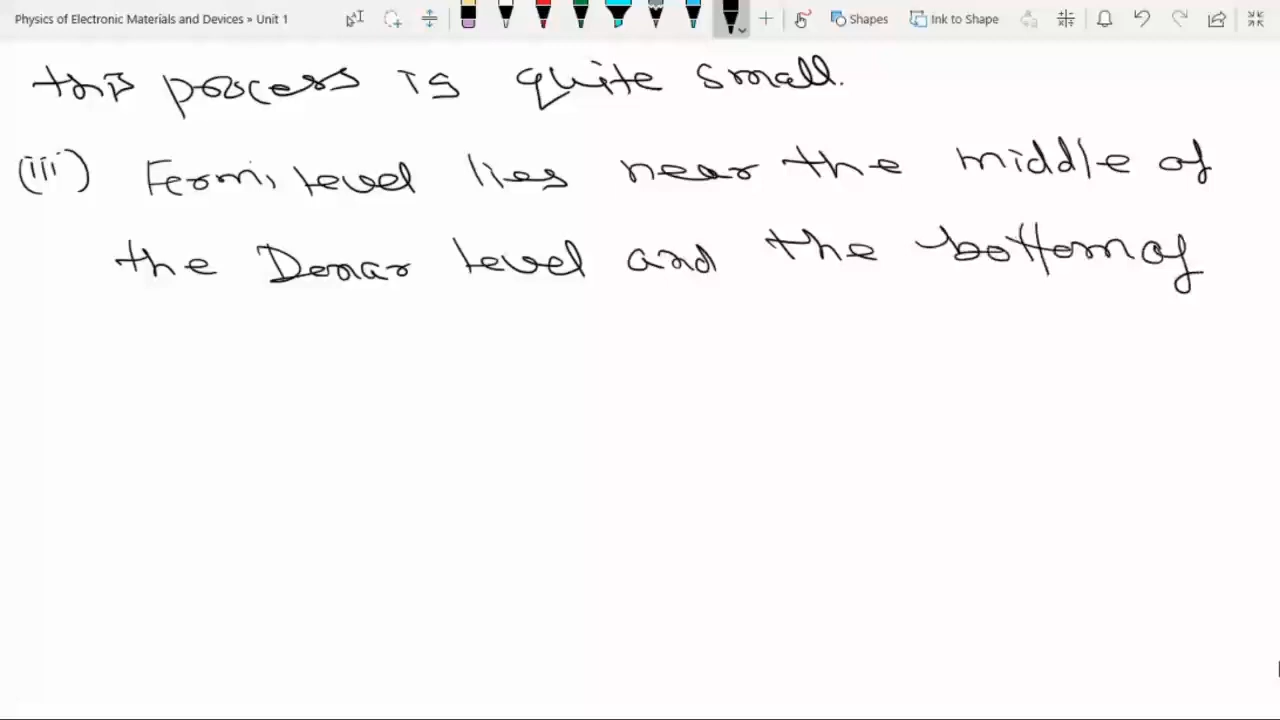 Physics of Electronic Materials and Devices » Unit 1
Shapes
Ink to Shape
this process is quite small.
(iii) Fermi level lies near the middle of
the Donar level and the bottom of